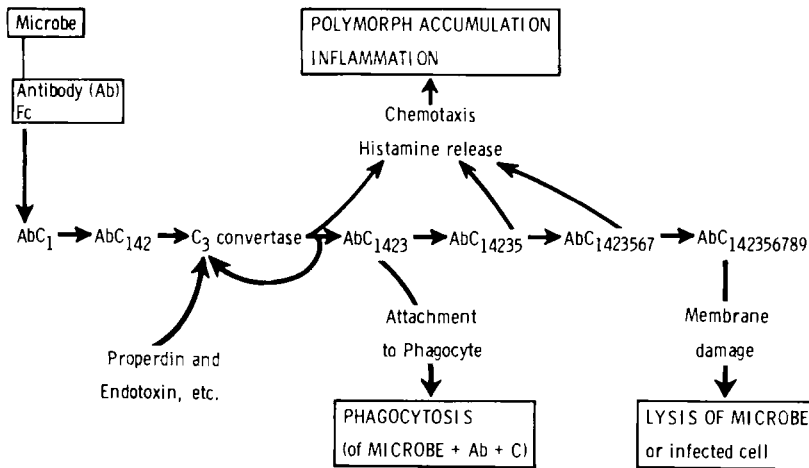 Microbe
POLYMORPH ACCUMULATION
INFLAMMATION
Antibody (Ab)
Fc
Chemotaxis
Histamine release
AbC1 AbC142 C3 convertase AbC1423 AbC14235 AbC1423567 AbC142356789
Properdin and
Endotoxin, etc.
Attachment
to Phagocyte
Membrane
damage
PHAGOCYTOSIS
(of MICROBE + Ab + C)
LYSIS OF MICROBE
or infected cell